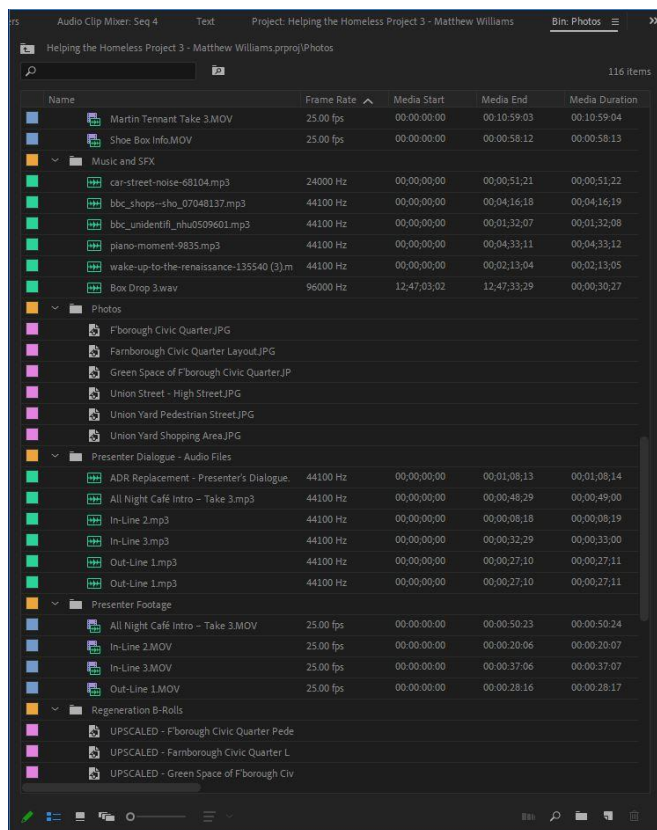 rs Audio Clip Mixer: Seq 4 Text Project: Helping the Homeless Project 3 - Matthew Williams Bin: Photos
Helping the Homeless Project 3 - Matthew Williams.prproj\Photos
116 items
Name Frame Rate Media Start Media End Media Duration
Martin Tennant Take 3.MOV 25.00 fps 00:00:00:00 00:10:59:03 00:10:59:04
Shoe Box Info.MOV 25.00 fps 00:00:00:00 00:00:58:12 00:00:58:13
Music and SFX
car-street-noise-68104.mp3 24000 Hz 00;00;00;00 00;00;51;21 00;00;51;22
bbc_shops--sho_07048137.mp3 44100 Hz 00;00;00;00 00;04;16;18 00;04;16;19
bbc_unidentifi_nhu0509601.mp3 44100 Hz 00;00;00;00 00;01;32;07 00;01;32;08
piano-moment-9835.mp3 44100 Hz 00;00;00;00 00;04;33;11 00;04;33;12
wake-up-to-the-renaissance-135540 (3).m 44100 Hz 00;00;00;00 00;02;13;04 00;02;13;05
Box Drop 3.wav 96000 Hz 12;47;03;02 12;47;33;29 00;00;30;27
Photos
F'borough Civic Quarter.JPG
Farnborough Civic Quarter Layout.JPG
Green Space of F'borough Civic Quarter.JP
Union Street - High Street.JPG
Union Yard Pedestrian Street.JPG
Union Yard Shopping Area.JPG
Presenter Dialogue - Audio Files
ADR Replacement - Presenter's Dialogue. 44100 Hz 00;00;00;00 00;01;08;13 00;01;08;14
All Night Café Intro – Take 3.mp3 44100 Hz 00;00;00;00 00;00;48;29 00;00;49;00
In-Line 2.mp3 44100 Hz 00;00;00;00 00;00;08;18 00;00;08;19
In-Line 3.mp3 44100 Hz 00;00;00;00 00;00;32;29 00;00;33;00
Out-Line 1.mp3 44100 Hz 00;00;00;00 00;00;27;10 00;00;27;11
Out-Line 1.mp3 44100 Hz 00;00;00;00 00;00;27;10 00;00;27;11
Presenter Footage
All Night Café Intro – Take 3.MOV 25.00 fps 00:00:00:00 00:00:50:23 00:00:50:24
In-Line 2.MOV 25.00 fps 00:00:00:00 00:00:20:06 00:00:20:07
In-Line 3.MOV 25.00 fps 00:00:00:00 00:00:37:06 00:00:37:07
Out-Line 1.MOV 25.00 fps 00:00:00:00 00:00:28:16 00:00:28:17
Regeneration B-Rolls
UPSCALED - F'borough Civic Quarter Pede
UPSCALED - Farnborough Civic Quarter L
UPSCALED - Green Space of F'borough Civ